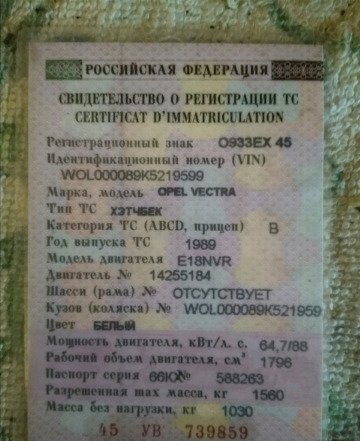 РОССИЙСКАЯ ФЕДЕРАЦИЯ
СВИДЕТЕЛЬСТВО О РЕГИСТРАЦИИ ТС
CERTIFICAT D'IMMATRICULATION
Регистрационный знак О933ЕХ 45
Идентификационный номер (VIN)
WOL000089K5219599
Марка, модель OPEL VECTRA
Тип ТС ХЭТЧБЕК
Категория ТС (ABCD, прицеп) B
Год выпуска ТС 1989
Модель двигателя E18NVR
Двигатель № 14255184
Шасси (рама) № ОТСУТСТВУЕТ
Кузов (коляска) № WOL000089K521959
Цвет БЕЛЫЙ
Мощность двигателя, кВт/л. с. 64,7/88
Рабочий объем двигателя, см³ 1796
Паспорт серия 66КХ № 588263
Разрешенная max масса, кг 1560
Масса без нагрузки, кг 1030
45 УВ 739859